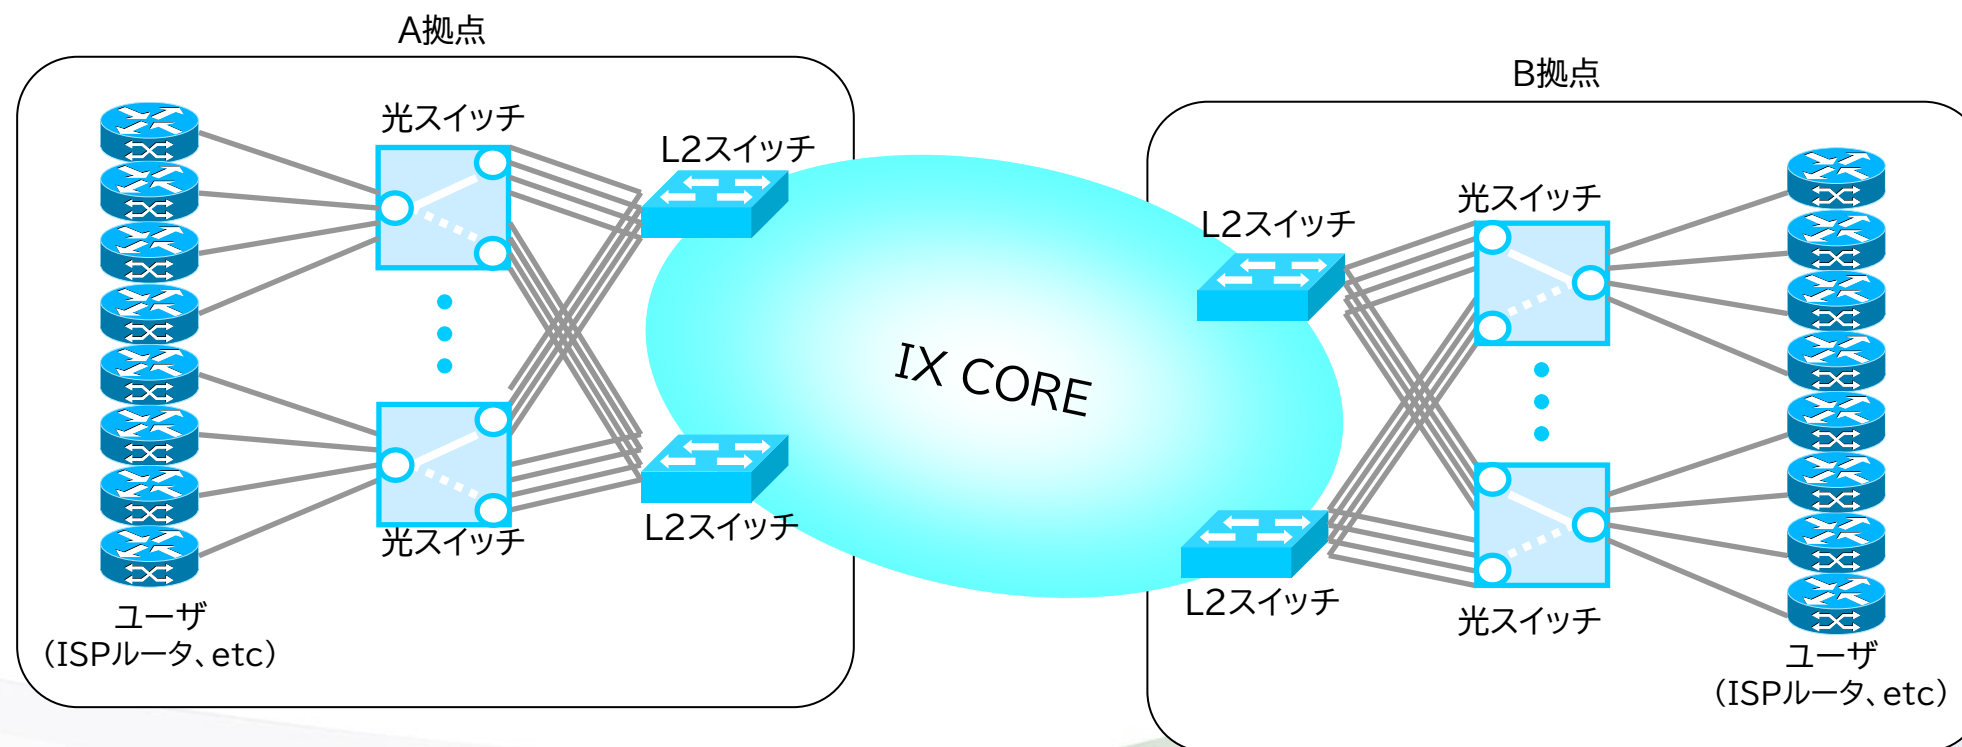 A拠点
B拠点
光スイッチ
L2スイッチ
光スイッチ
L2スイッチ
IX CORE
光スイッチ
L2スイッチ
L2スイッチ
光スイッチ
ユーザ
（ISPルータ、etc）
ユーザ
（ISPルータ、etc）